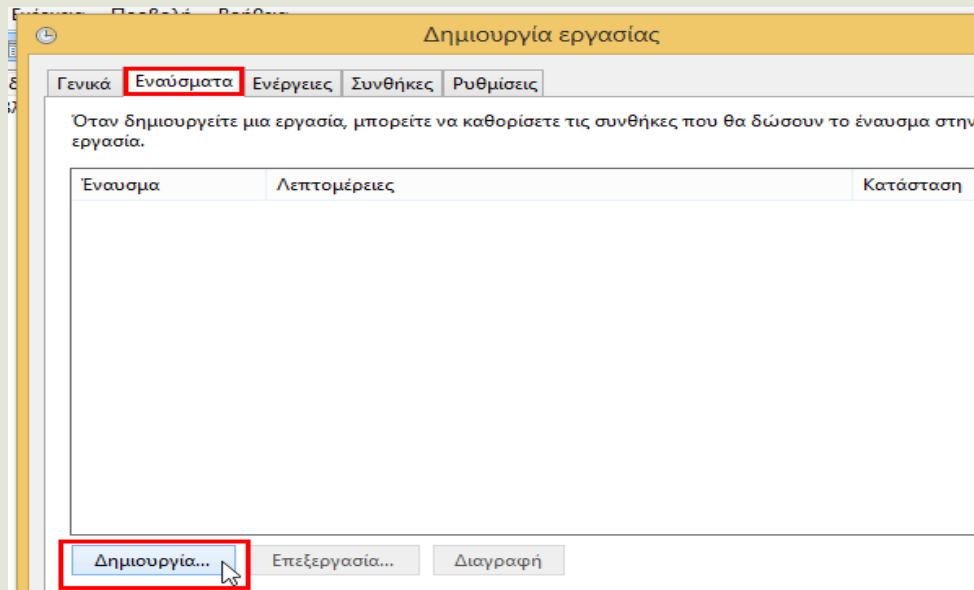 Δημιουργία εργασίας
Γενικά Εναύσματα Ενέργειες Συνθήκες Ρυθμίσεις
Όταν δημιουργείτε μια εργασία, μπορείτε να καθορίσετε τις συνθήκες που θα δώσουν το έναυσμα στην
εργασία.
Έναυσμα Λεπτομέρειες Κατάσταση
Δημιουργία... Επεξεργασία... Διαγραφή